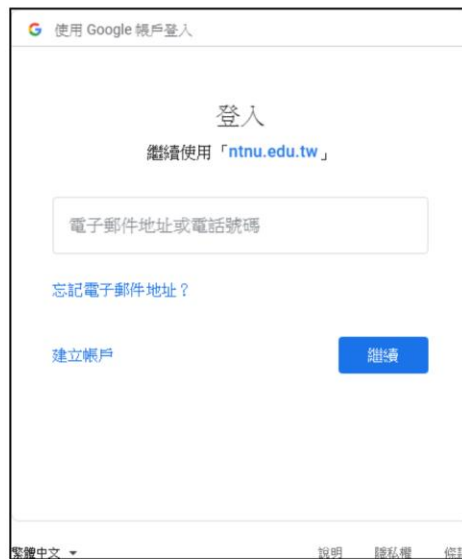 使用 Google 帳戶登入
登入
繼續使用「ntnu.edu.tw」
電子郵件地址或電話號碼
忘記電子郵件地址？
建立帳戶
繼續
繁體中文
說明 隱私權